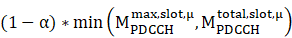 (1 − α) * min(M_PDCCH^max,slot,μ, M_PDCCH^total,slot,μ)